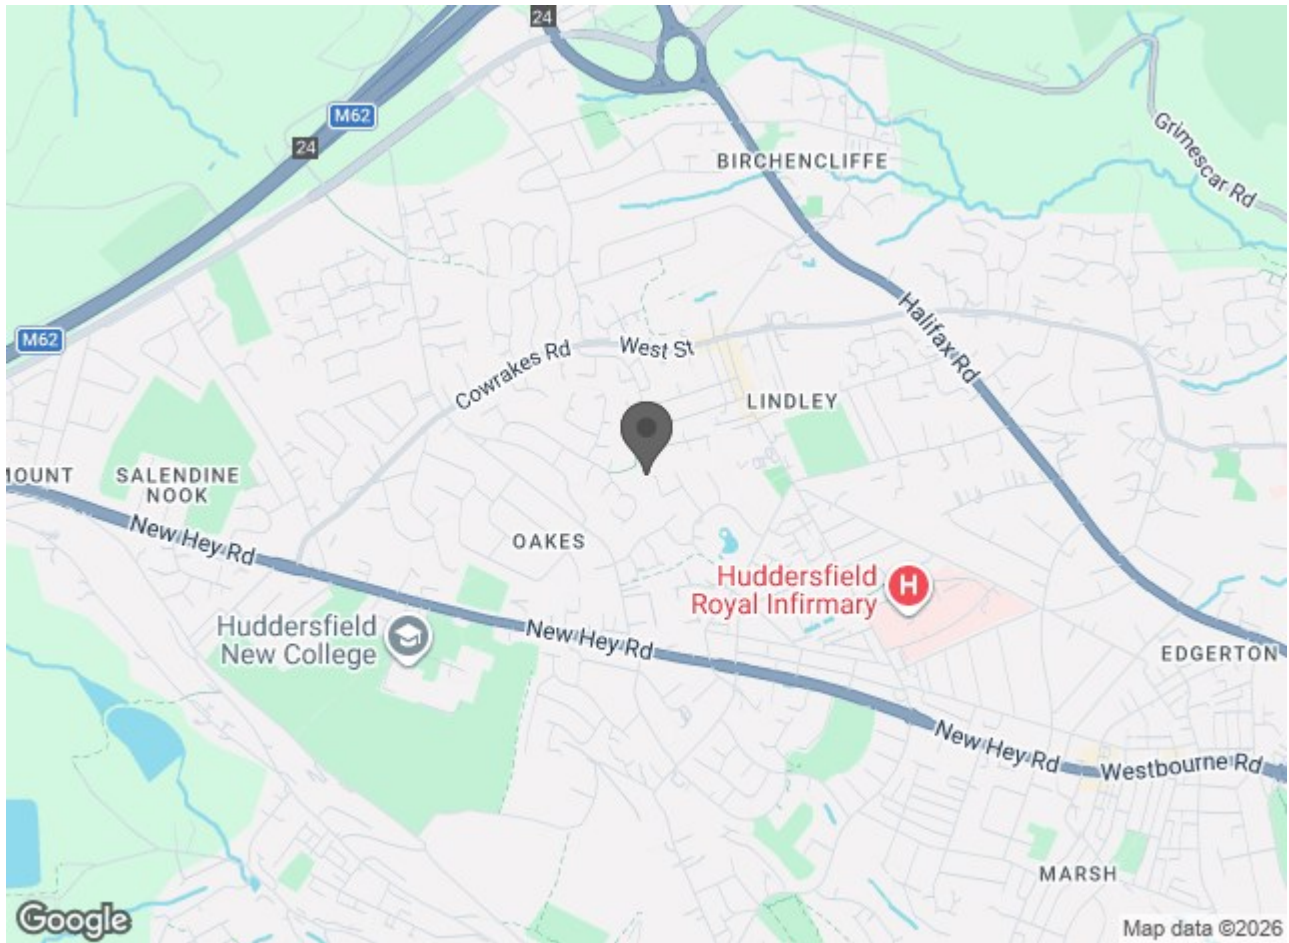 24
M62
24
BIRCHENCLIFFE
Grimescar Rd
Halifax Rd
M62
West St
Cowrakes Rd
LINDLEY
MOUNT
SALENDINE
NOOK
New Hey Rd
OAKES
Huddersfield
Royal Infirmary
H
Huddersfield
New College
New Hey Rd
EDGERTON
New Hey Rd
Westbourne Rd
MARSH
Google
Map data ©2026